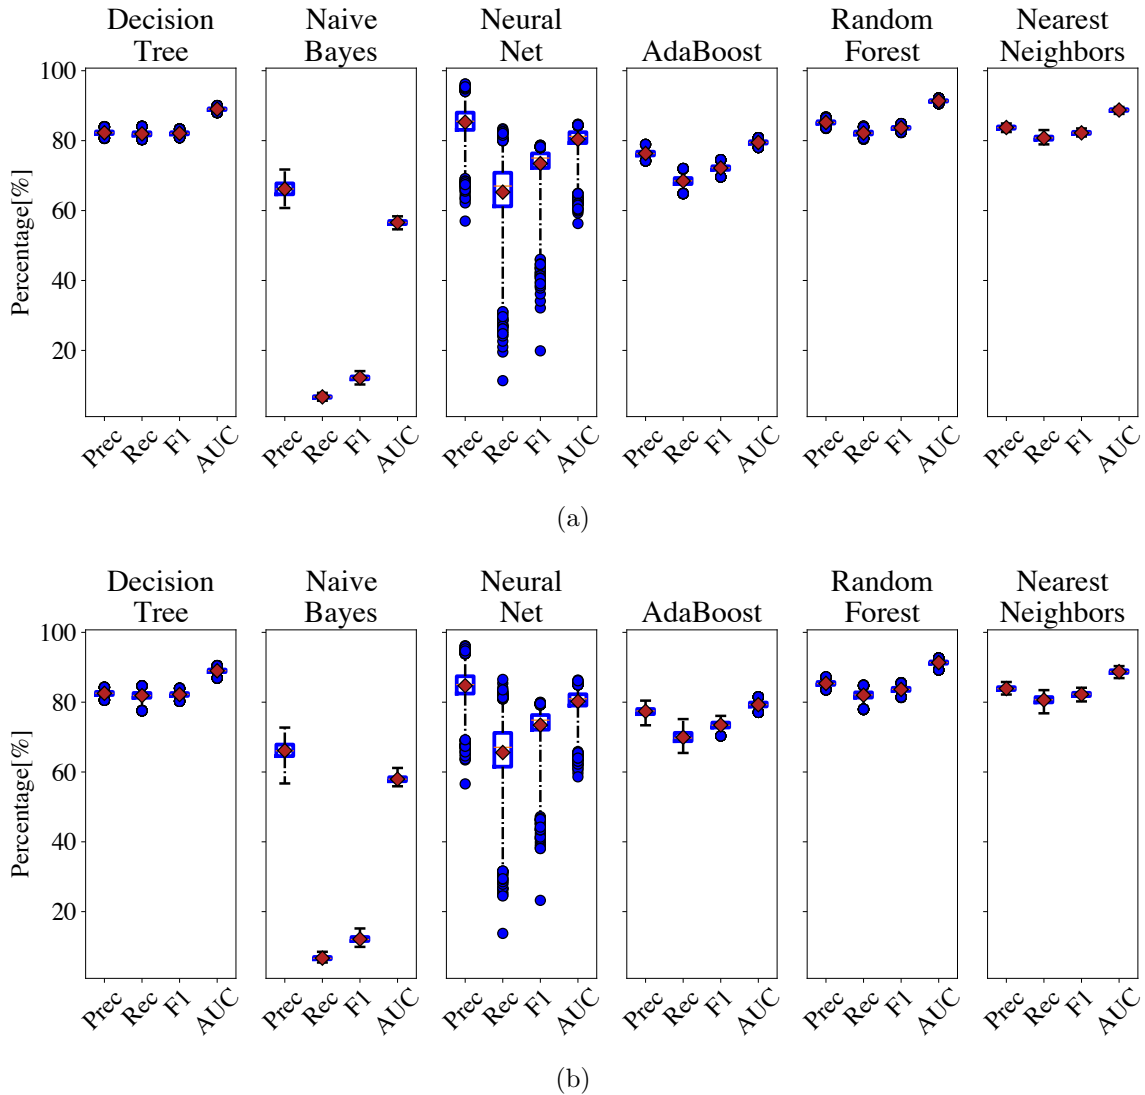 Decision Tree
Naive Bayes
Neural Net
AdaBoost
Random Forest
Nearest Neighbors
Percentage[%]
100
80
60
40
20
Prec Rec F1 AUC
Prec Rec F1 AUC
Prec Rec F1 AUC
Prec Rec F1 AUC
Prec Rec F1 AUC
Prec Rec F1 AUC
(a)
Decision Tree
Naive Bayes
Neural Net
AdaBoost
Random Forest
Nearest Neighbors
Percentage[%]
100
80
60
40
20
Prec Rec F1 AUC
Prec Rec F1 AUC
Prec Rec F1 AUC
Prec Rec F1 AUC
Prec Rec F1 AUC
Prec Rec F1 AUC
(b)